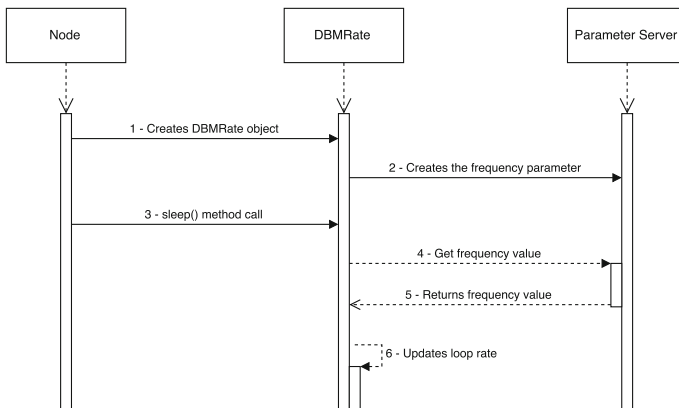 Node
DBMRate
Parameter Server
1 - Creates DBMRate object
2 - Creates the frequency parameter
3 - sleep() method call
4 - Get frequency value
5 - Returns frequency value
6 - Updates loop rate